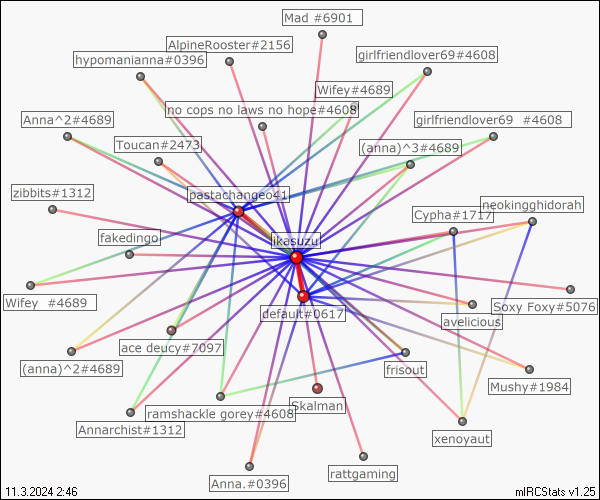 Mad #6901
AlpineRooster#2156
hypomanianna#0396
girlfriendlover69#4608
Wifey#4689
no cops no laws no hope#4608
Anna^2#4689
girlfriendlover69 #4608
Toucan#2473
(anna)^3#4689
zibbits#1312
pastachangeo41
neokingghidorah
Cypha#1717
fakedingo
ikasuzu
Wifey #4689
Soxy Foxy#5076
default#0617
avelicious
ace deucy#7097
(anna)^2#4689
frisout
Mushy#1984
Skalman
ramshackle gorey#4608
Annarchist#1312
xenoyaut
Anna.#0396
rattgaming
11.3.2024 2:46
mIRCStats v1.25